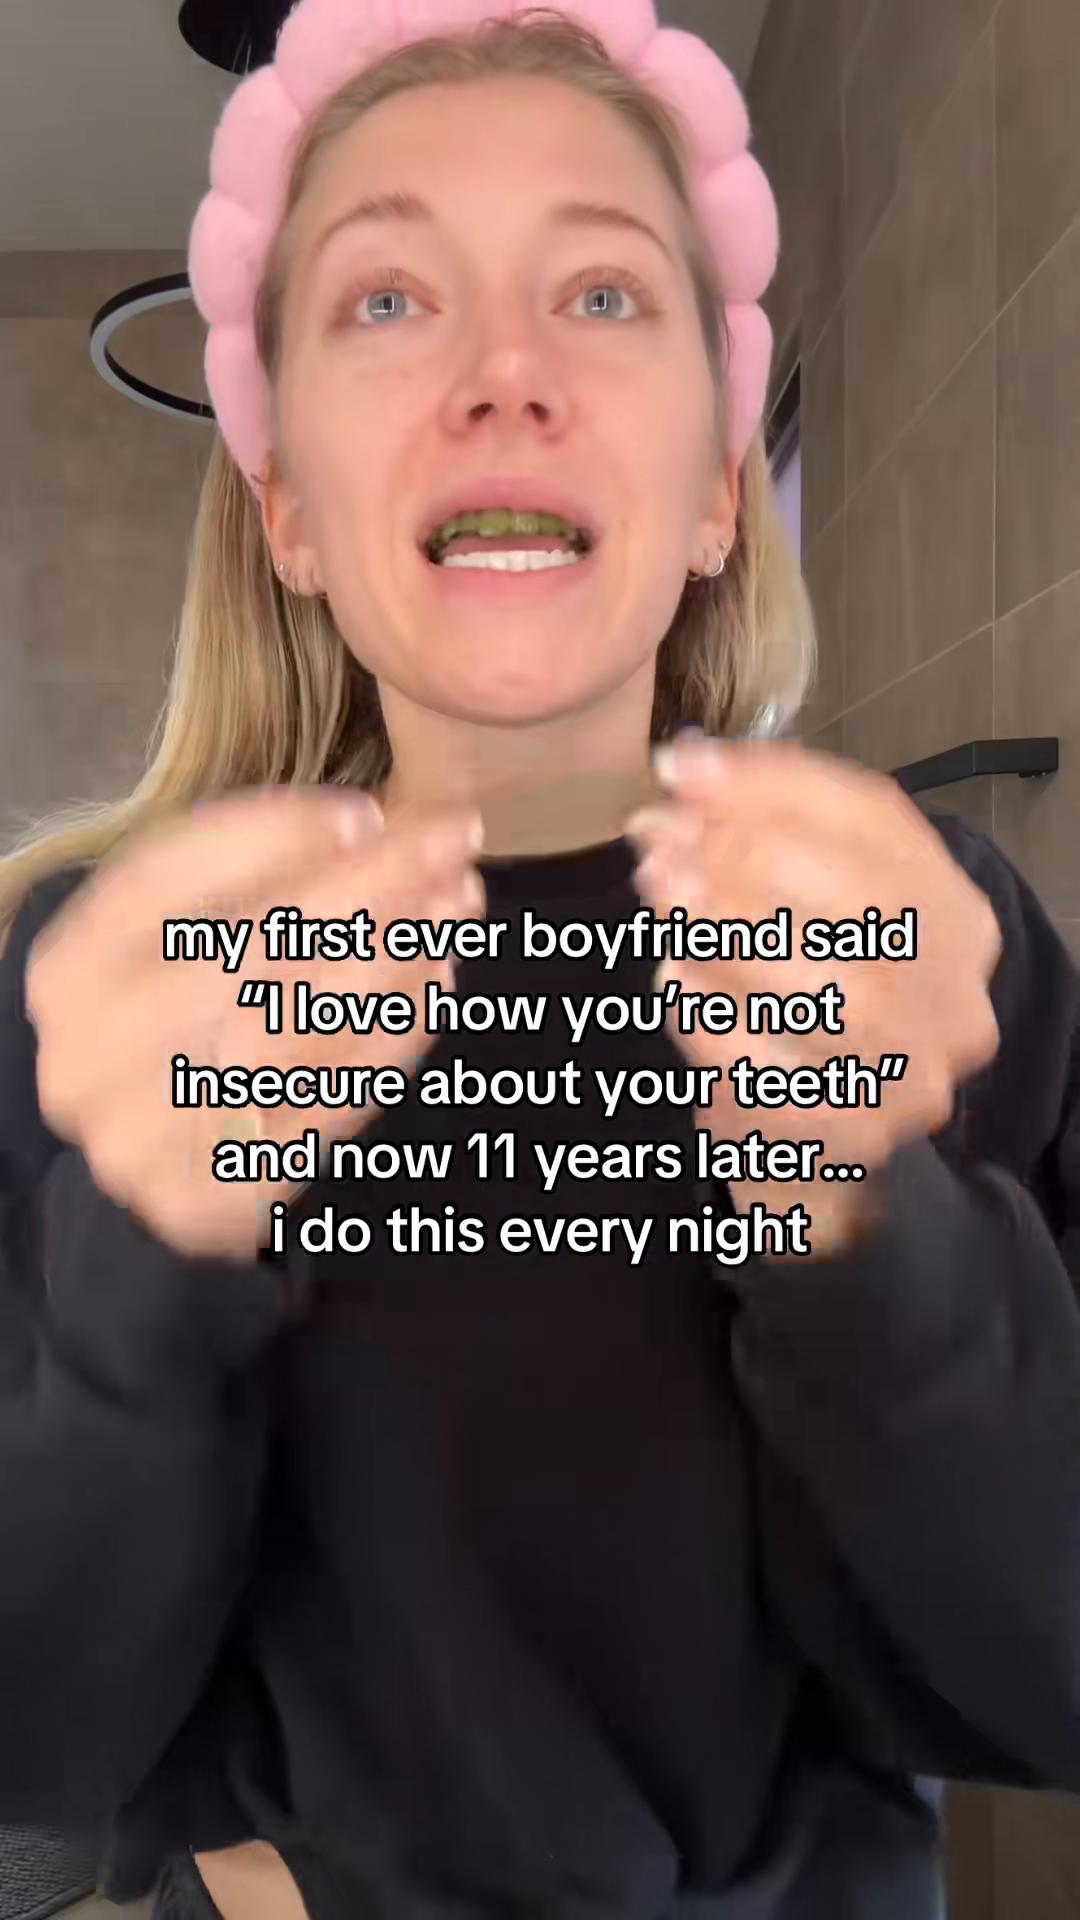 my first ever boyfriend said
“I love how you’re not
insecure about your teeth”
and now 11 years later...
i do this every night